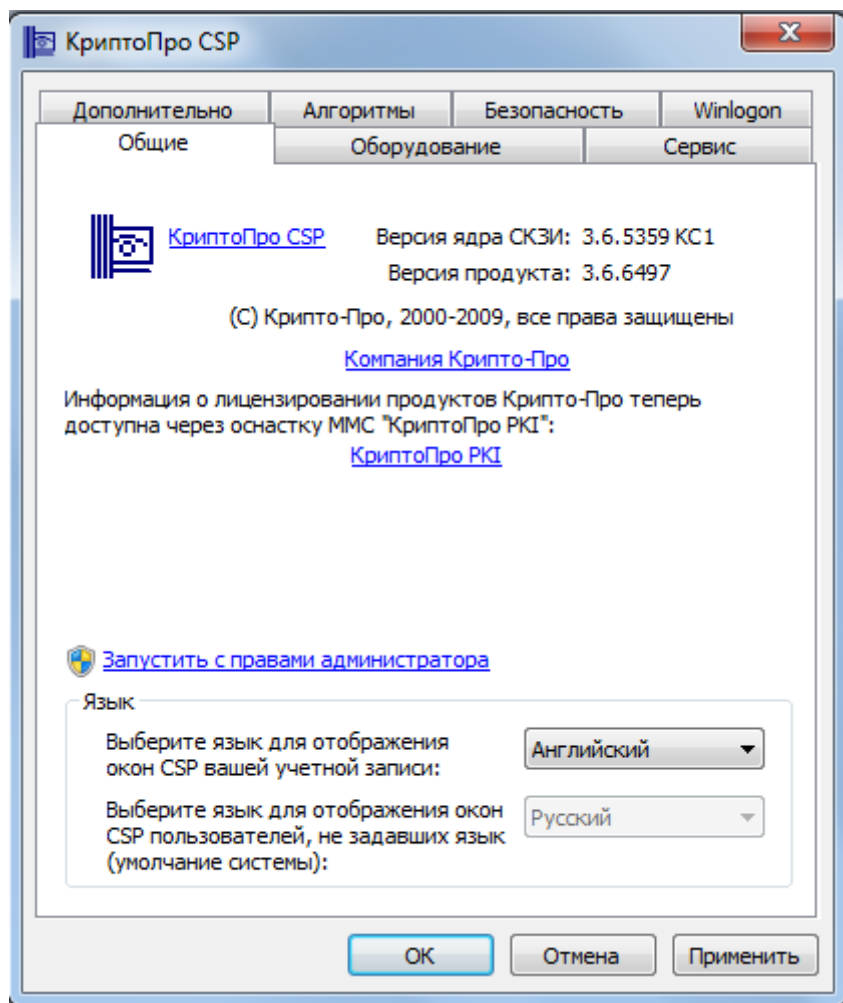 КриптоПро CSP
Дополнительно Алгоритмы Безопасность Winlogon
Общие Оборудование Сервис
КриптоПро CSP Версия ядра СКЗИ: 3.6.5359 КС1
Версия продукта: 3.6.6497
(С) Крипто-Про, 2000-2009, все права защищены
Компания Крипто-Про
Информация о лицензировании продуктов Крипто-Про теперь
доступна через оснастку ММС "КриптоПро PKI":
КриптоПро PKI
Запустить с правами администратора
Язык
Выберите язык для отображения
окон CSP вашей учетной записи:
Английский
Выберите язык для отображения окон
CSP пользователей, не задавших язык
(умолчание системы):
Русский
ОК Отмена Применить